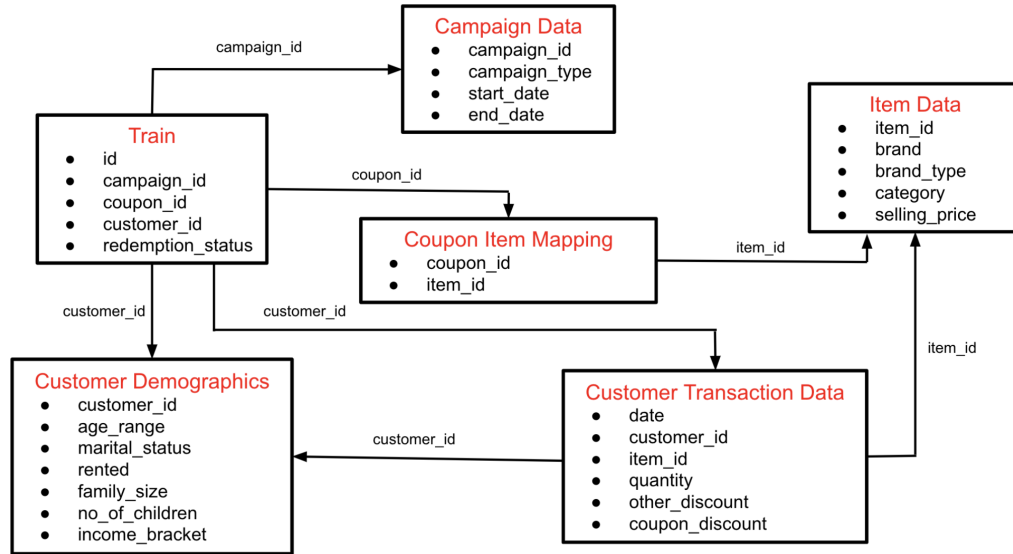 Campaign Data
● campaign_id
● campaign_type
● start_date
● end_date
campaign_id
Train
● id
● campaign_id
● coupon_id
● customer_id
● redemption_status
coupon_id
Item Data
● item_id
● brand
● brand_type
● category
● selling_price
Coupon Item Mapping
● coupon_id
● item_id
item_id
customer_id
customer_id
item_id
Customer Demographics
● customer_id
● age_range
● marital_status
● rented
● family_size
● no_of_children
● income_bracket
customer_id
Customer Transaction Data
● date
● customer_id
● item_id
● quantity
● other_discount
● coupon_discount